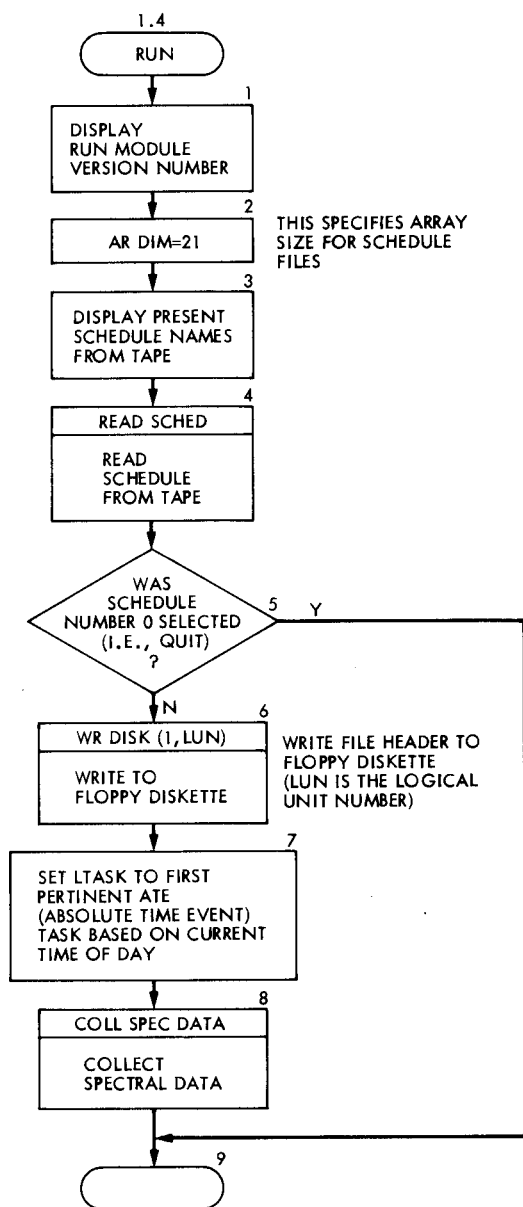 1.4
RUN
1
DISPLAY
RUN MODULE
VERSION NUMBER
2
AR DIM=21
THIS SPECIFIES ARRAY
SIZE FOR SCHEDULE
FILES
3
DISPLAY PRESENT
SCHEDULE NAMES
FROM TAPE
4
READ SCHED
READ
SCHEDULE
FROM TAPE
WAS
SCHEDULE
NUMBER 0 SELECTED
(I.E., QUIT)
?
5
Y
N
6
WR DISK (1, LUN)
WRITE TO
FLOPPY DISKETTE
WRITE FILE HEADER TO
FLOPPY DISKETTE
(LUN IS THE LOGICAL
UNIT NUMBER)
7
SET LTASK TO FIRST
PERTINENT ATE
(ABSOLUTE TIME EVENT)
TASK BASED ON CURRENT
TIME OF DAY
8
COLL SPEC DATA
COLLECT
SPECTRAL DATA
9